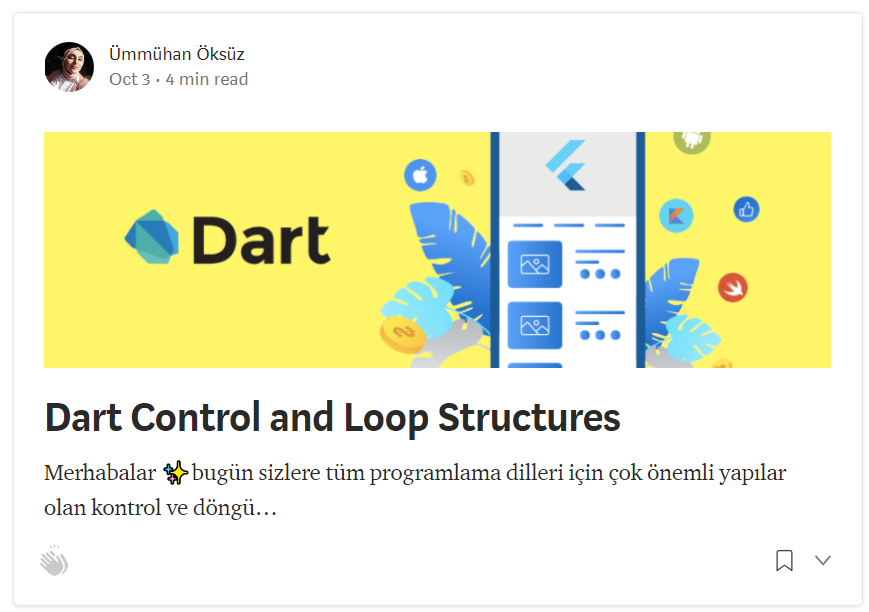 Ümmühan Öksüz
Oct 3 · 4 min read
Dart
Dart Control and Loop Structures
Merhabalar ✨bugün sizlere tüm programlama dilleri için çok önemli yapılar
olan kontrol ve döngü…